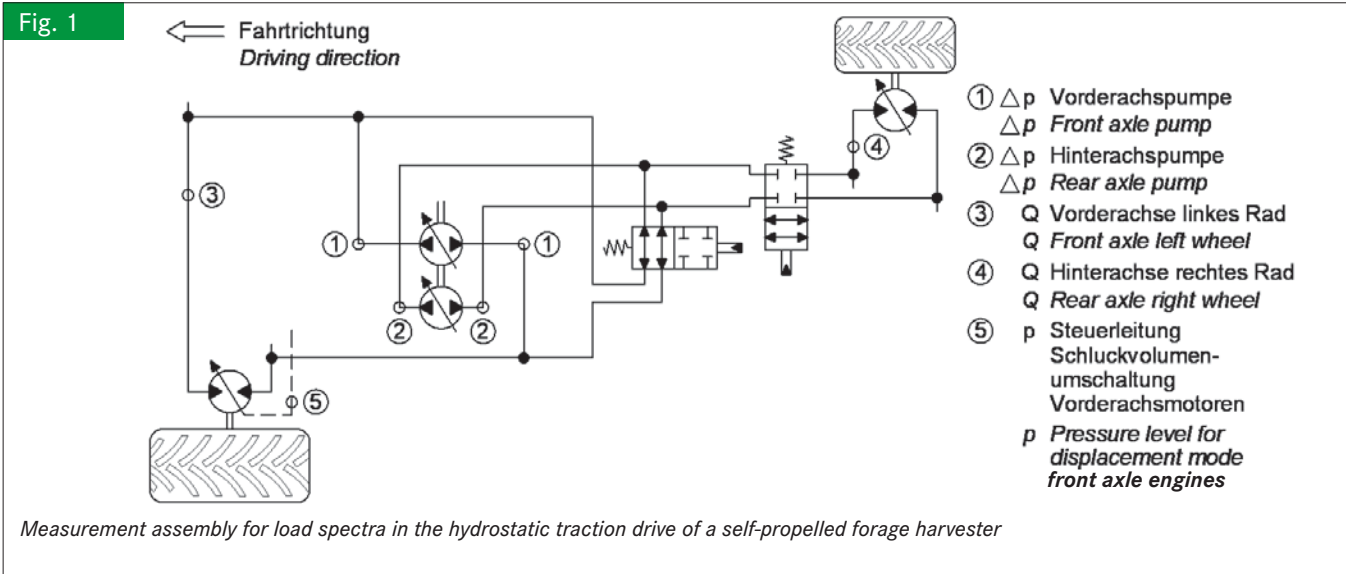 Fig. 1
Fahrtrichtung
Driving direction
③
①
①
②
②
④
⑤
① △ p Vorderachspumpe
△ p Front axle pump
② △ p Hinterachspumpe
△ p Rear axle pump
③ Q Vorderachse linkes Rad
Q Front axle left wheel
④ Q Hinterachse rechtes Rad
Q Rear axle right wheel
⑤ p Steuerleitung
Schluckvolumen-
umschaltung
Vorderachsmotoren
p Pressure level for
displacement mode
front axle engines
Measurement assembly for load spectra in the hydrostatic traction drive of a self-propelled forage harvester